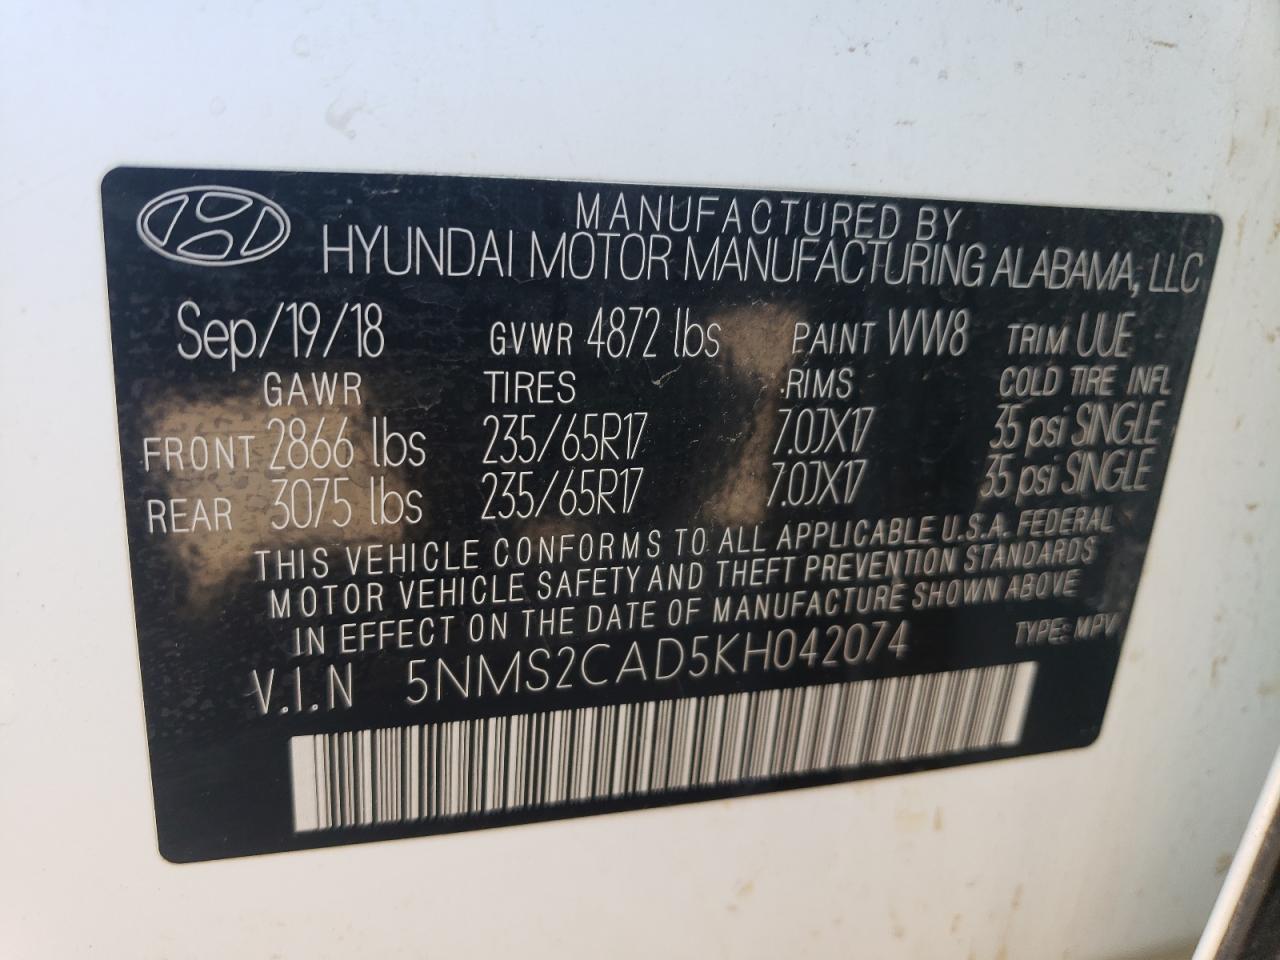 MANUFACTURED BY
HYUNDAI MOTOR MANUFACTURING ALABAMA, LLC
Sep/19/18 GVWR 4872 lbs PAINT WW8 TRIM UUE
GAWR TIRES RIMS COLD TIRE INFL
FRONT 2866 lbs 235/65R17 7.0JX17 35 psi SINGLE
REAR 3075 lbs 235/65R17 7.0JX17 35 psi SINGLE
THIS VEHICLE CONFORMS TO ALL APPLICABLE U.S.A. FEDERAL
MOTOR VEHICLE SAFETY AND THEFT PREVENTION STANDARDS
IN EFFECT ON THE DATE OF MANUFACTURE SHOWN ABOVE
V.I.N 5NMS2CAD5KH042074 TYPE: MPV